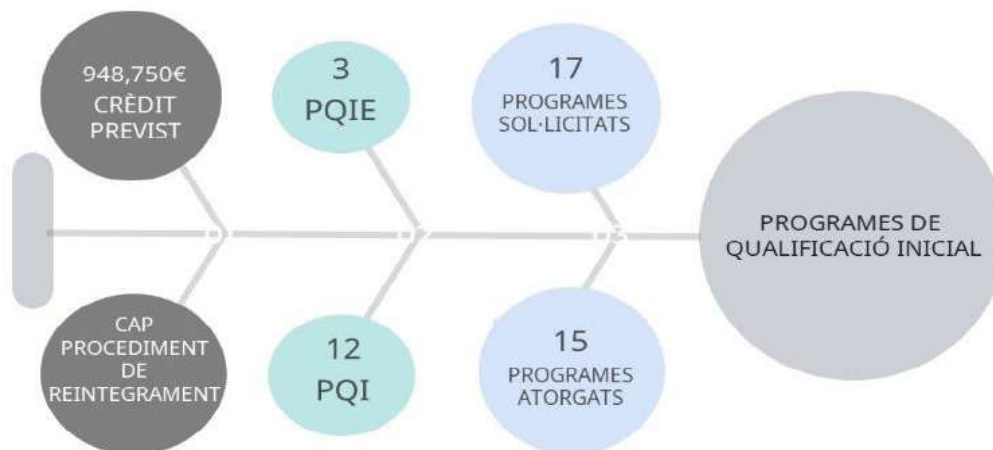 948,750€
CRÈDIT
PREVIST
3
PQIE
17
PROGRAMES
SOL·LICITATS
PROGRAMES DE
QUALIFICACIÓ INICIAL
CAP
PROCEDIMENT
DE
REINTEGRAMENT
12
PQI
15
PROGRAMES
ATORGATS